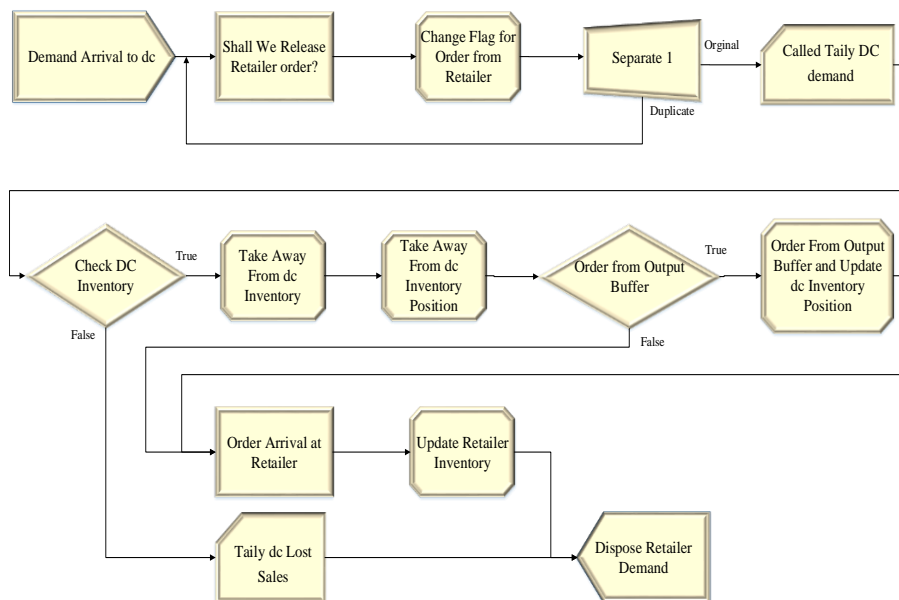 Demand Arrival to dc
Shall We Release
Retailer order?
Change Flag for
Order from
Retailer
Separate 1
Orginal
Duplicate
Called Taily DC
demand
Check DC
Inventory
True
False
Take Away
From dc
Inventory
Take Away
From dc
Inventory
Position
Order from Output
Buffer
True
False
Order From Output
Buffer and Update
dc Inventory
Position
Order Arrival at
Retailer
Update Retailer
Inventory
Taily dc Lost
Sales
Dispose Retailer
Demand